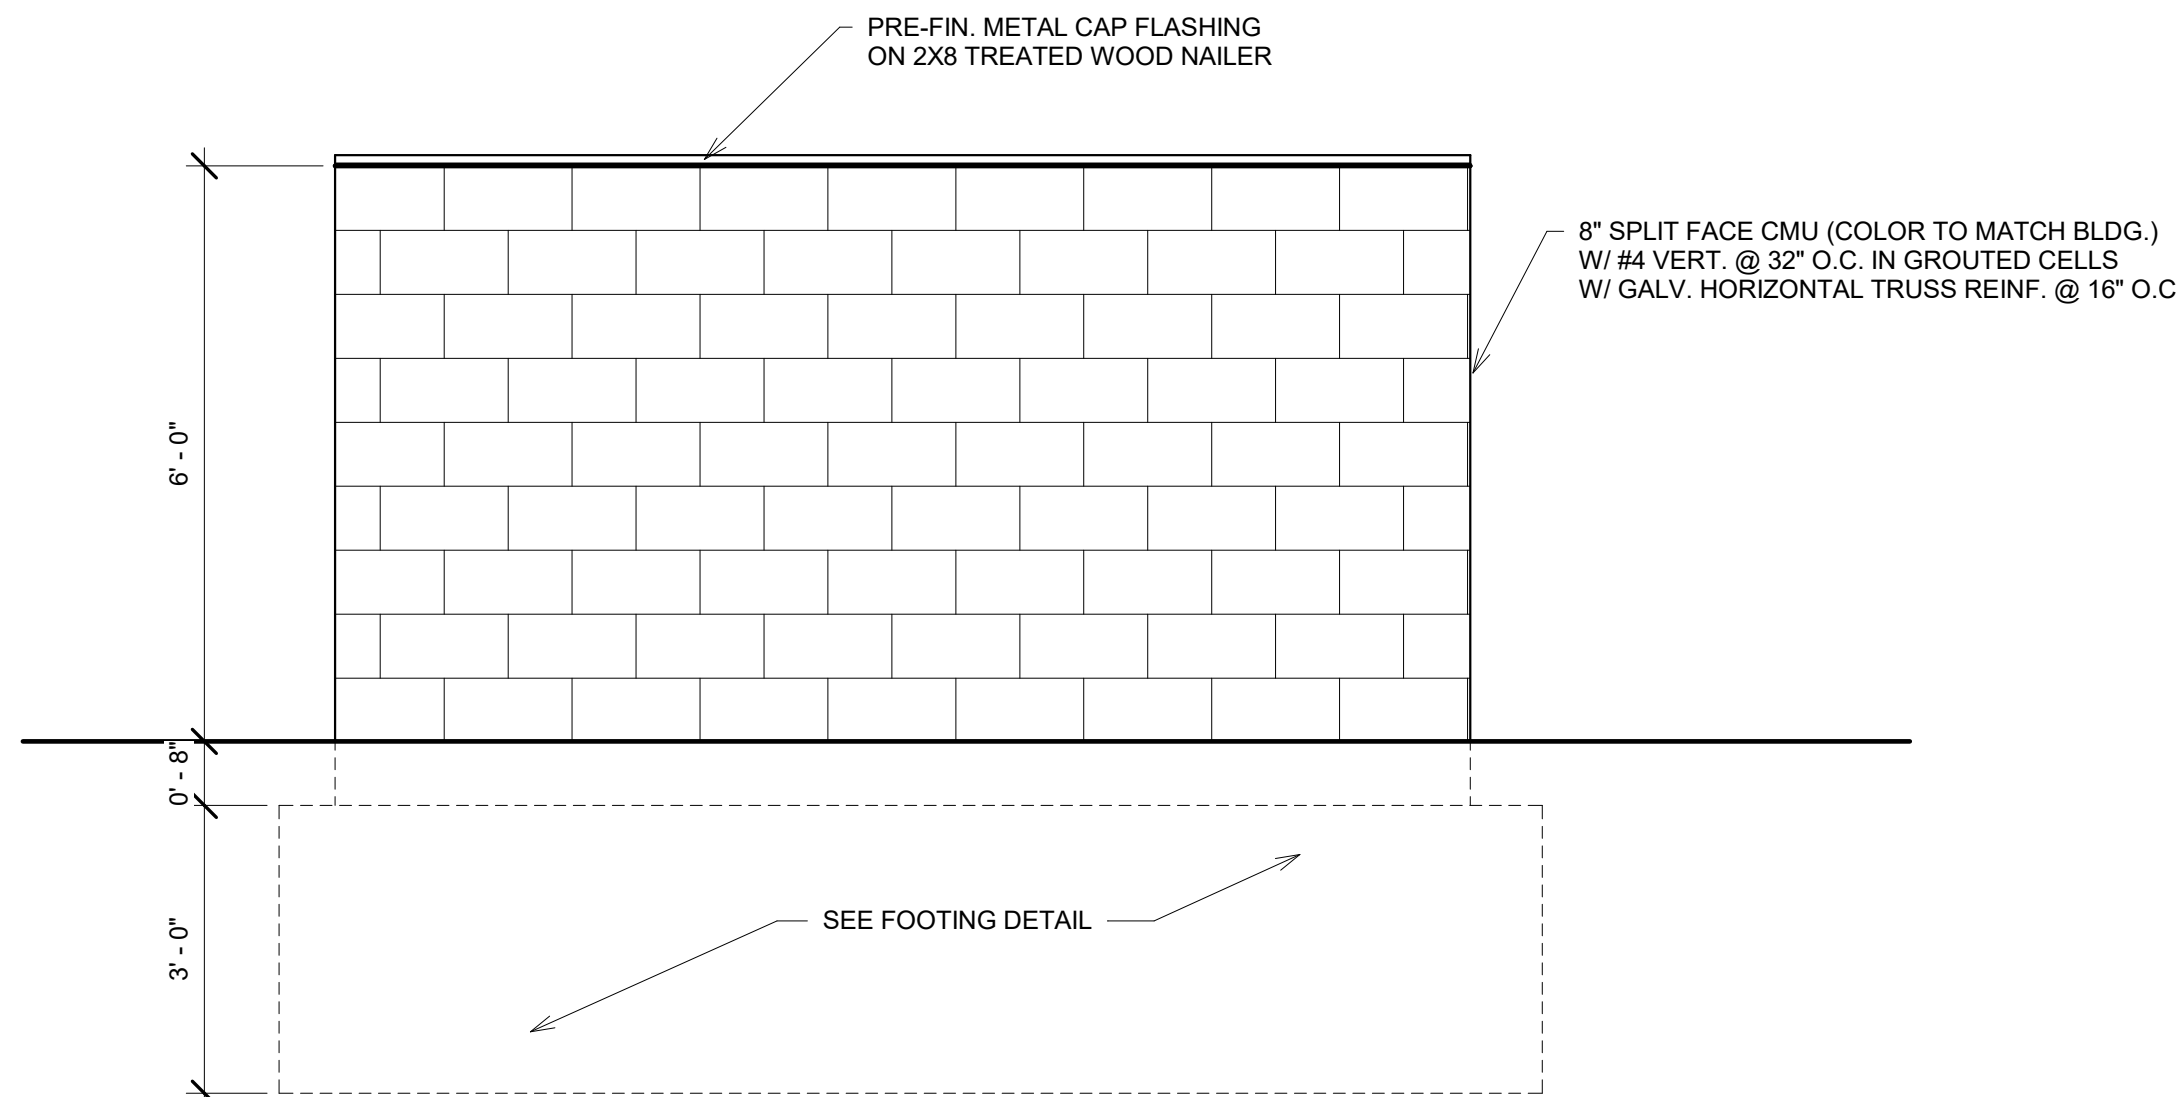 PRE-FIN. METAL CAP FLASHING
ON 2X8 TREATED WOOD NAILER
8" SPLIT FACE CMU (COLOR TO MATCH BLDG.)
W/ #4 VERT. @ 32" O.C. IN GROUTED CELLS
W/ GALV. HORIZONTAL TRUSS REINF. @ 16" O.C
6' - 0"
0' - 8"
3' - 0"
SEE FOOTING DETAIL